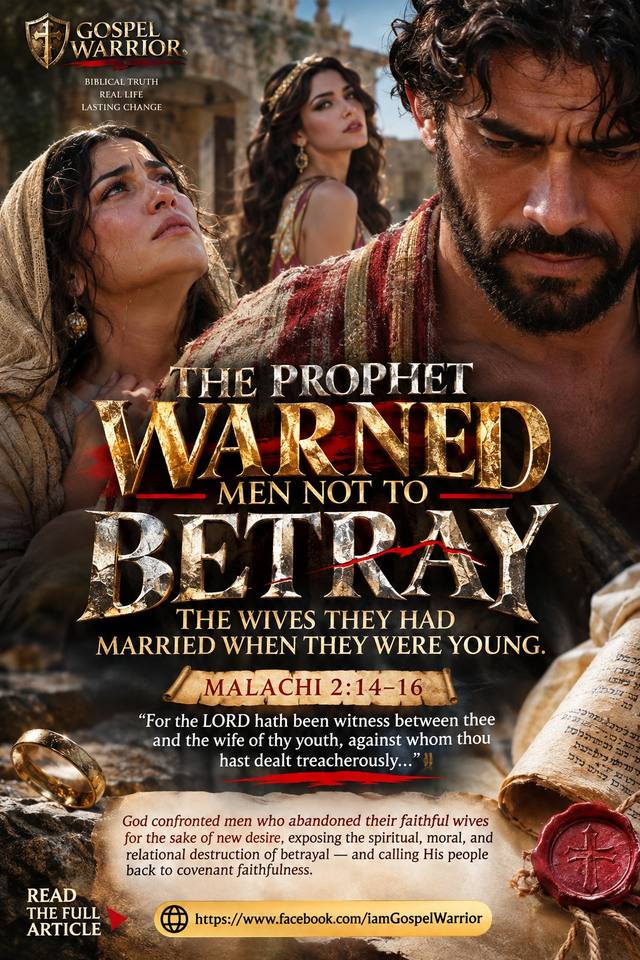 GOSPEL
WARRIOR
BIBLICAL TRUTH
REAL LIFE
LASTING CHANGE
THE PROPHET
WARNED
MEN NOT TO
BETRAY
THE WIVES THEY HAD
MARRIED WHEN THEY WERE YOUNG.
MALACHI 2:14–16
“For the LORD hath been witness between thee
and the wife of thy youth, against whom thou
hast dealt treacherously...”
God confronted men who abandoned their faithful wives
for the sake of new desire, exposing the spiritual, moral, and
relational destruction of betrayal — and calling His people
back to covenant faithfulness.
READ
THE FULL
ARTICLE
https://www.facebook.com/iamGospelWarrior